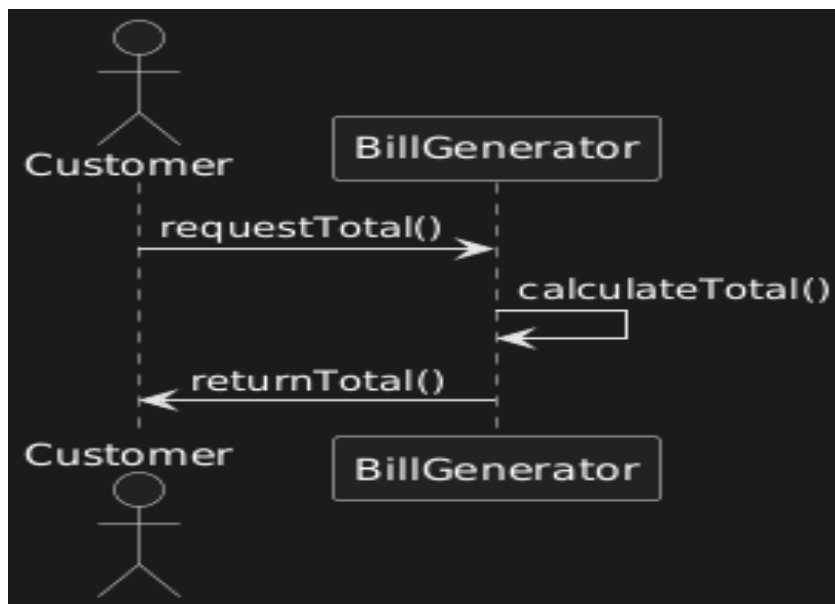 Customer
BillGenerator
requestTotal()
calculateTotal()
returnTotal()
Customer
BillGenerator